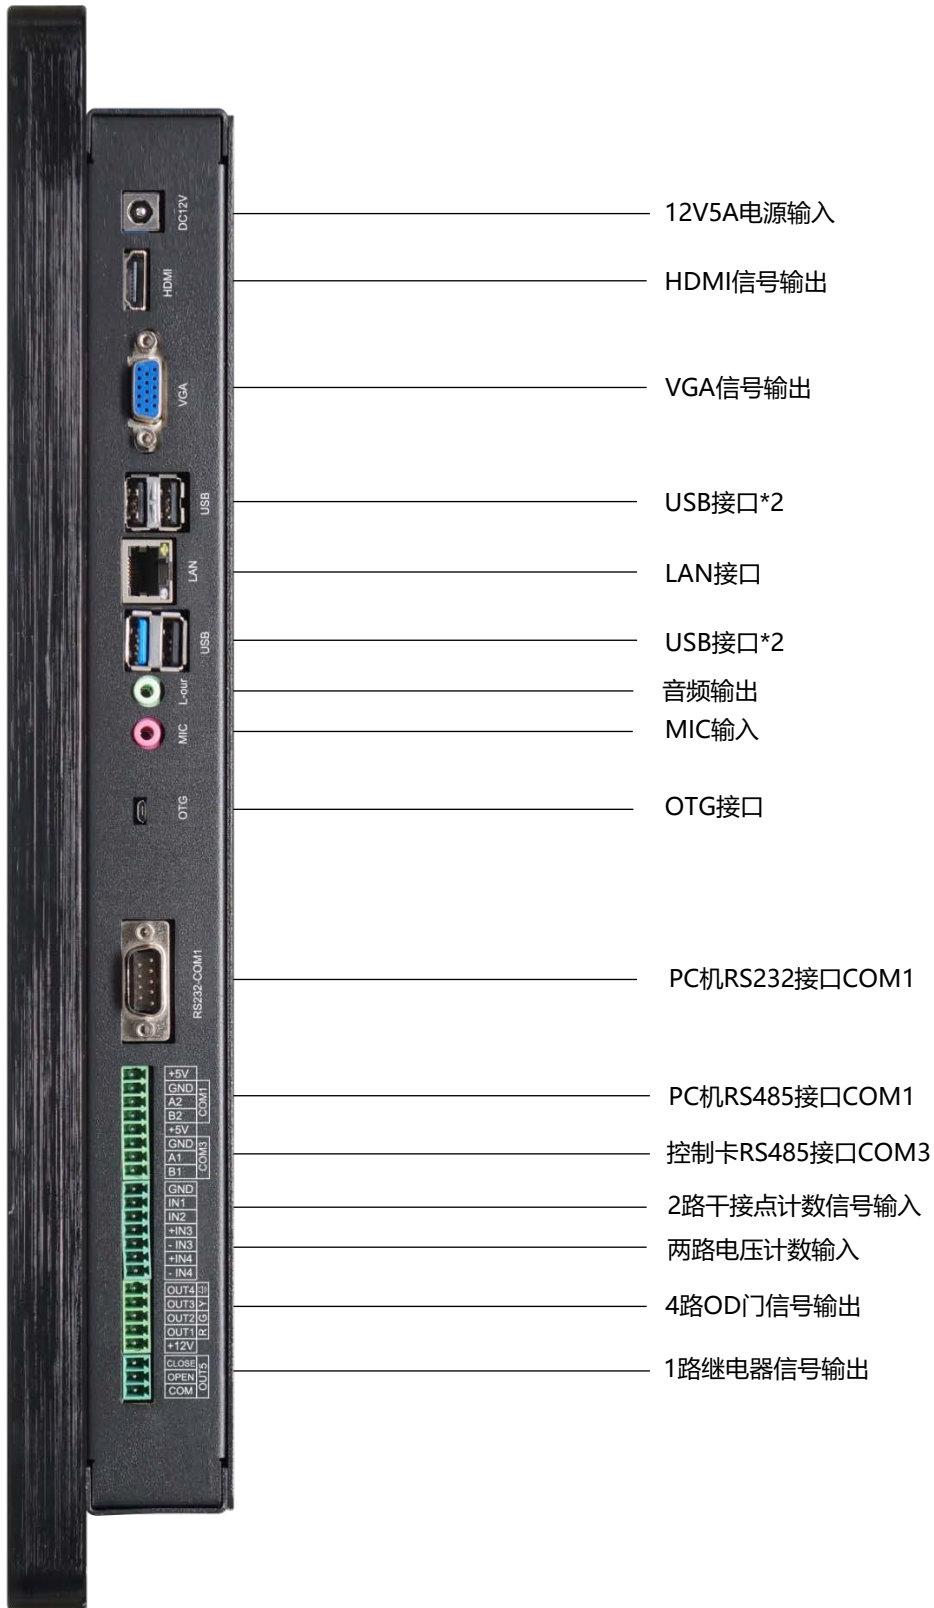 DC12V
12V5A电源输入
HDMI
HDMI信号输出
VGA
VGA信号输出
USB
USB接口*2
LAN
LAN接口
USB
USB接口*2
L-our
音频输出
MIC
MIC输入
OTG
OTG接口
RS232-COM1
PC机RS232接口COM1
+5V
GND
A2
B2
COM1
PC机RS485接口COM1
+5V
GND
A1
B1
COM3
控制卡RS485接口COM3
GND
IN1
IN2
2路干接点计数信号输入
+IN3
- IN3
+IN4
- IN4
两路电压计数输入
OUT4
OUT3 Y
OUT2 G
OUT1 R
+12V
4路OD门信号输出
CLOSE
OPEN
COM
OUT5
1路继电器信号输出